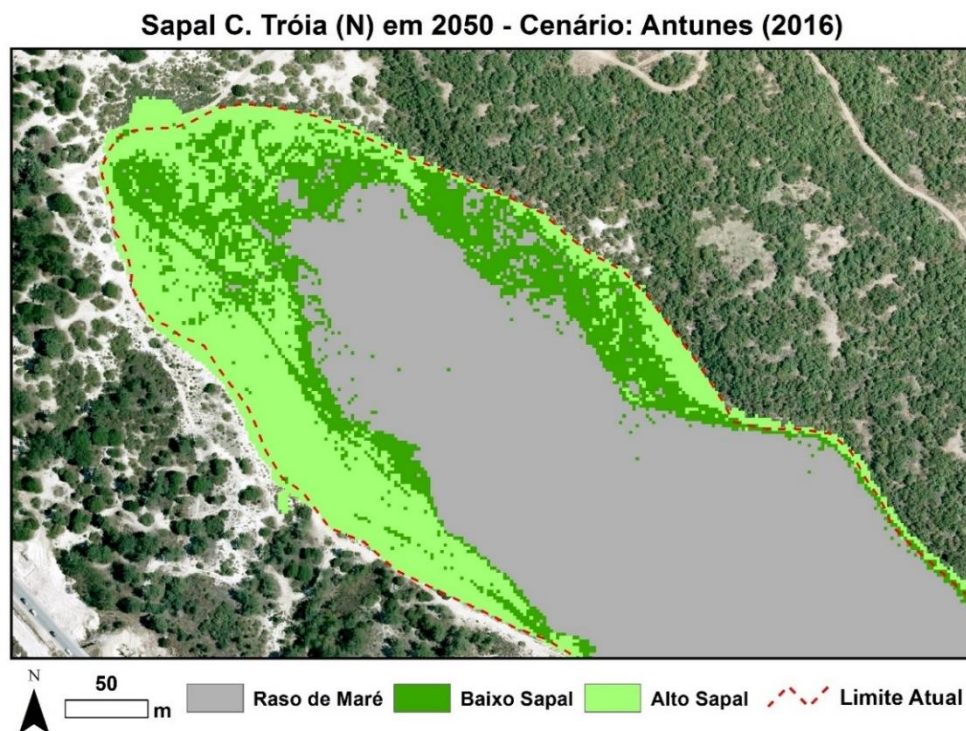 Sapal C. Tróia (N) em 2050 - Cenário: Antunes (2016)
N
50
m
Raso de Maré
Baixo Sapal
Alto Sapal
Limite Atual